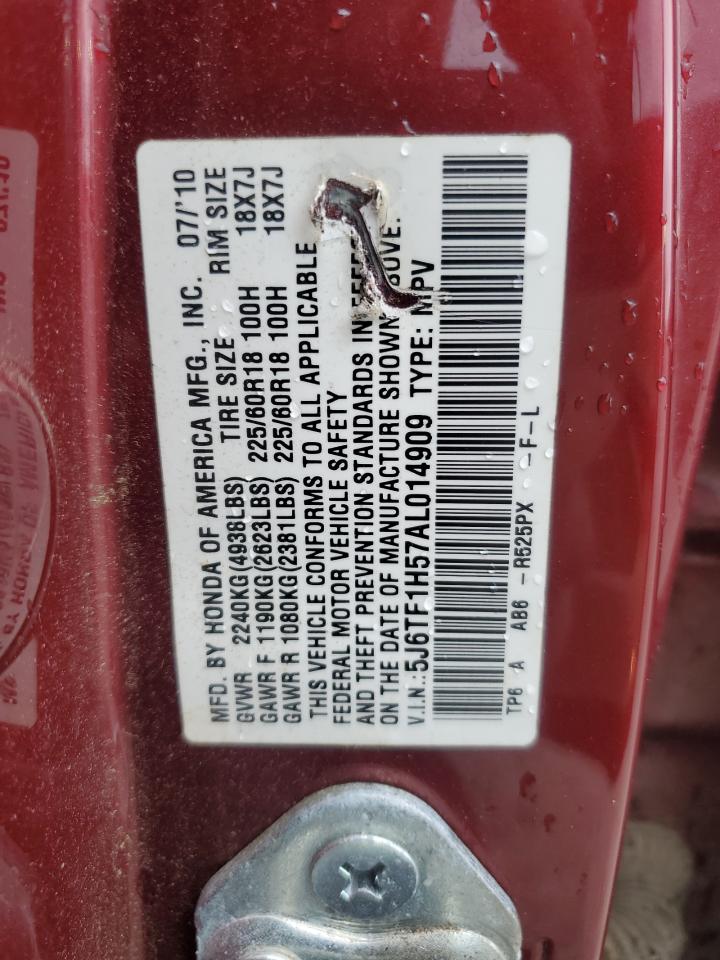 MFD. BY HONDA OF AMERICA MFG., INC. 07/'10
GVWR 2240KG(4938LBS) TIRE SIZE RIM SIZE
GAWR F 1190KG(2623LBS) 225/60R18 100H 18X7J
GAWR R 1080KG(2381LBS) 225/60R18 100H 18X7J
THIS VEHICLE CONFORMS TO ALL APPLICABLE
FEDERAL MOTOR VEHICLE SAFETY
AND THEFT PREVENTION STANDARDS IN
ON THE DATE OF MANUFACTURE SHOWN
V.I.N.:5J6TF1H57AL014909 TYPE: MPV
TP6 A AB6 -R525PX -F-L